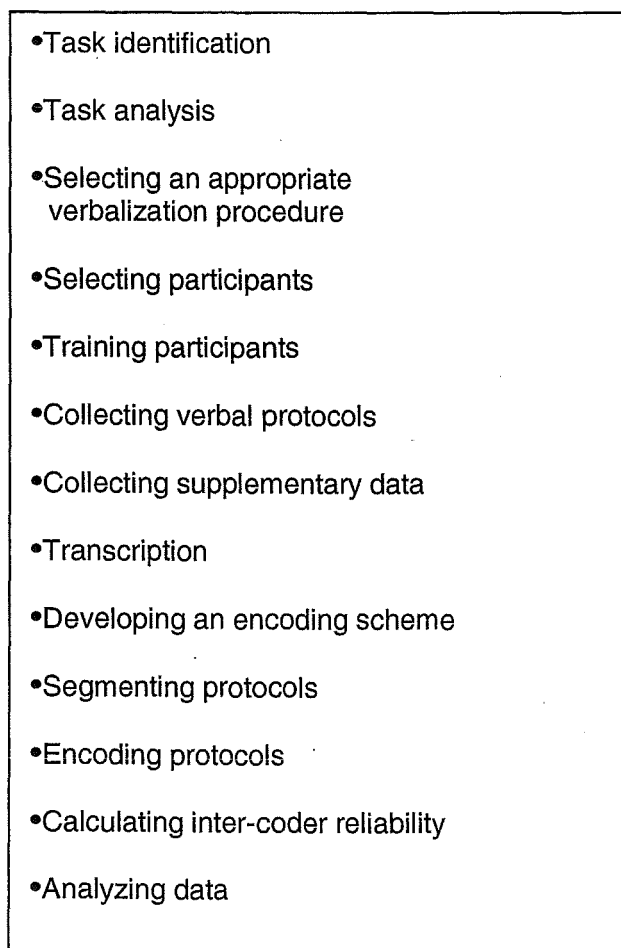 •Task identification
•Task analysis
•Selecting an appropriate
verbalization procedure
•Selecting participants
•Training participants
•Collecting verbal protocols
•Collecting supplementary data
•Transcription
•Developing an encoding scheme
•Segmenting protocols
•Encoding protocols
•Calculating inter-coder reliability
•Analyzing data